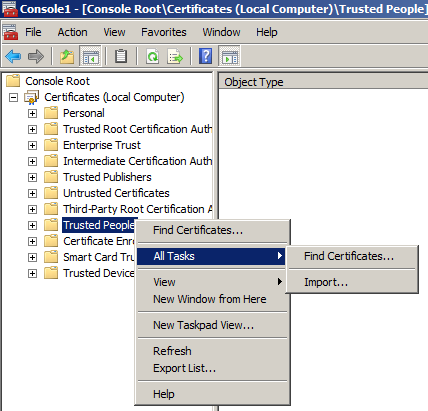 Console1 - [Console Root\Certificates (Local Computer)\Trusted People]
File Action View Favorites Window Help
Console Root
Certificates (Local Computer)
Personal
Trusted Root Certification Auth
Enterprise Trust
Intermediate Certification Auth
Trusted Publishers
Untrusted Certificates
Third-Party Root Certification A
Trusted People
Certificate Enro
Smart Card Tru
Trusted Device
Object Type
Find Certificates...
All Tasks
View
New Window from Here
New Taskpad View...
Refresh
Export List...
Help
Find Certificates...
Import...